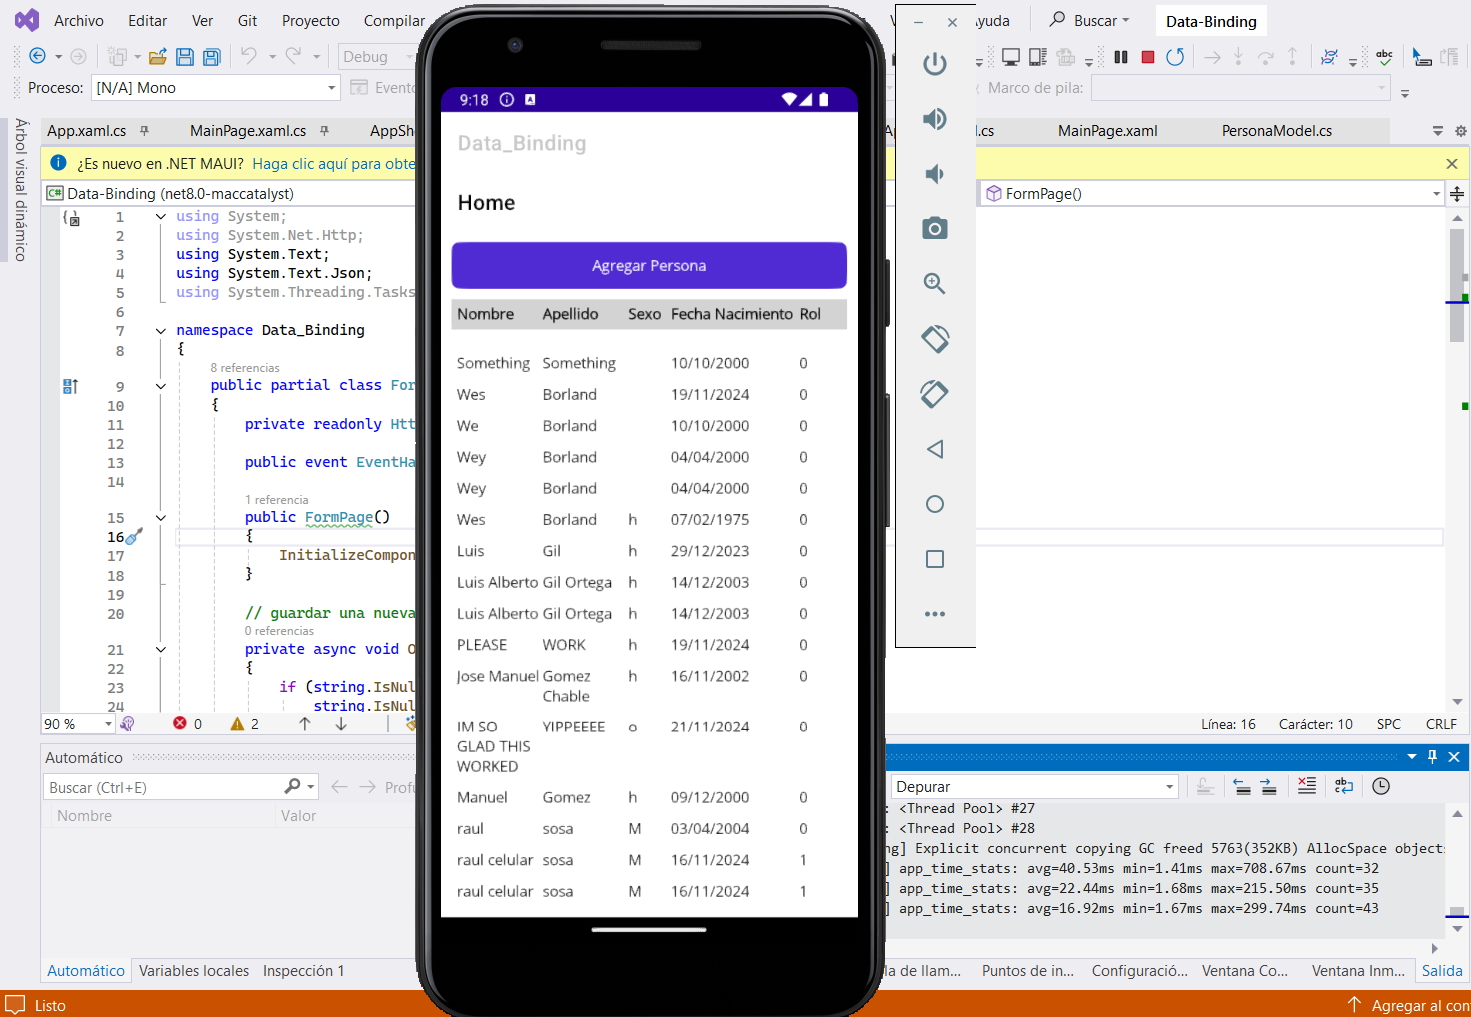 Archivo Editar Ver Git Proyecto Compilar Ayuda Buscar Data-Binding
Debug
Proceso: [N/A] Mono Marco de pila:
Árbol visual dinámico
App.xaml.cs MainPage.xaml.cs MainPage.xaml PersonaModel.cs
¿Es nuevo en .NET MAUI? Haga clic aquí para
Data-Binding (net8.0-maccatalyst) FormPage()
1 using System;
2 using System.Net.Http;
3 using System.Text;
4 using System.Text.Json;
5 using System.Threading.Tasks
6
7 namespace Data_Binding
8 {
8 referencias
9 public partial class
10 {
11 private readonly
12
13 public event
14
1 referencia
15 public FormPage()
16 {
17
18 }
19
20 // guardar una nueva
0 referencias
21 private async void
22 {
23 if (string.
24 string.
90 % 0 2 Línea: 16 Carácter: 10 SPC CRLF
Automático
Buscar (Ctrl+E)
Nombre Valor
Automático Variables locales Inspección 1
Listo
9:18
Data_Binding
Home
Agregar Persona
Nombre Apellido Sexo Fecha Nacimiento Rol
Something Something 10/10/2000 0
Wes Borland 19/11/2024 0
We Borland 10/10/2000 0
Wey Borland 04/04/2000 0
Wey Borland 04/04/2000 0
Wes Borland h 07/02/1975 0
Luis Gil h 29/12/2023 0
Luis Alberto Gil Ortega h 14/12/2003 0
Luis Alberto Gil Ortega h 14/12/2003 0
PLEASE WORK h 19/11/2024 0
Jose Manuel Gomez Chable h 16/11/2002 0
IM SO GLAD THIS WORKED YIPPEEEE o 21/11/2024 0
Manuel Gomez h 09/12/2000 0
raul sosa M 03/04/2004 0
raul celular sosa M 16/11/2024 1
raul celular sosa M 16/11/2024 1
Depurar
: <Thread Pool> #27
: <Thread Pool> #28
] Explicit concurrent copying GC freed 5763(352KB) AllocSpace
] app_time_stats: avg=40.53ms min=1.41ms max=708.67ms count=32
] app_time_stats: avg=22.44ms min=1.68ms max=215.50ms count=35
] app_time_stats: avg=16.92ms min=1.67ms max=299.74ms count=43
de llam... Puntos de in... Configuració... Ventana Co... Ventana Inm... Salida
Agregar al